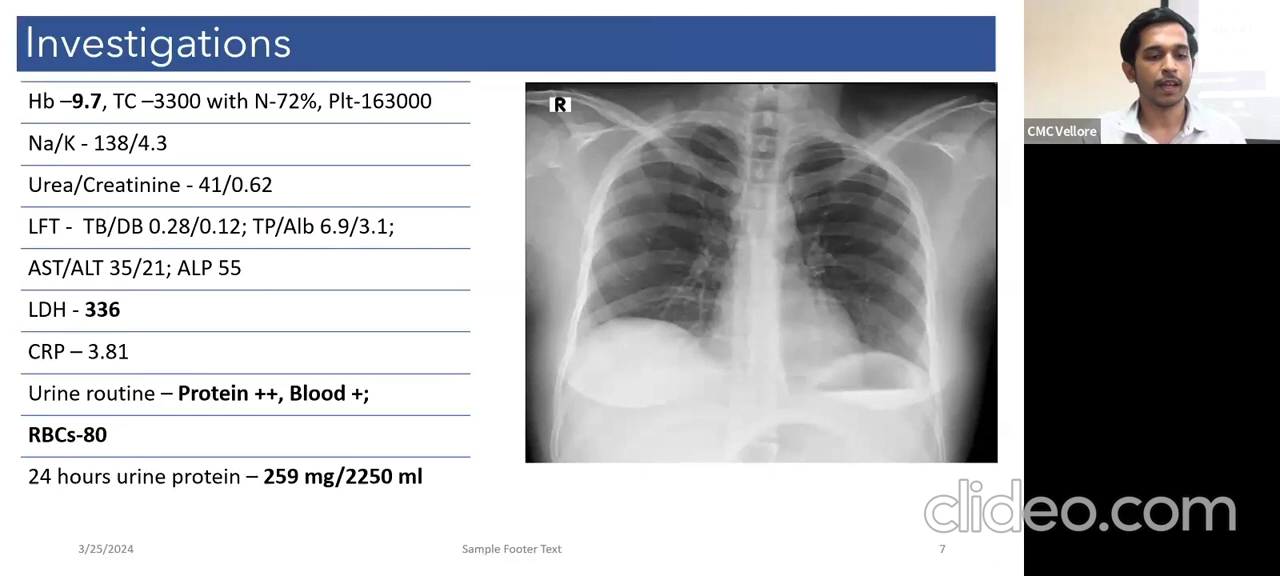 Investigations
Hb –9.7, TC –3300 with N-72%, Plt-163000
Na/K - 138/4.3
Urea/Creatinine - 41/0.62
LFT - TB/DB 0.28/0.12; TP/Alb 6.9/3.1;
AST/ALT 35/21; ALP 55
LDH - 336
CRP – 3.81
Urine routine – Protein ++, Blood +;
RBCs-80
24 hours urine protein – 259 mg/2250 ml
R
CMC Vellore
clideo.com
3/25/2024
Sample Footer Text
7